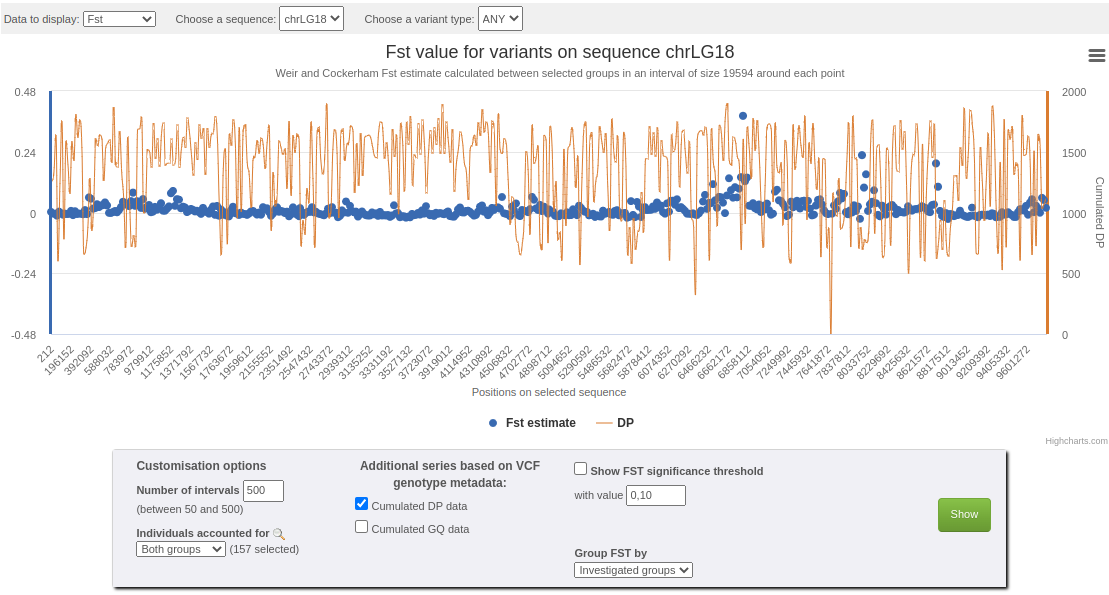 Data to display: Fst Choose a sequence: chrLG18 Choose a variant type: ANY
Fst value for variants on sequence chrLG18
Weir and Cockerham Fst estimate calculated between selected groups in an interval of size 19594 around each point
0.48
0.24
0
-0.24
-0.48
2000
1500
1000
500
0
Cumulated DP
212 196152 392092 588032 783972 979912 1175852 1371792 1567732 1763672 1959612 2155552 2351492 2547432 2743372 2939312 3135252 3331192 3527132 3723072 3919012 4114952 4310892 4506832 4702772 4898712 5094652 5290592 5486532 5682472 5878412 6074352 6270292 6466232 6662172 6858112 7054052 7249992 7445932 7641872 7837812 8033752 8229692 8425632 8621572 8817512 9013452 9209392 9405332 9601272
Positions on selected sequence
Fst estimate DP
Highcharts.com
Customisation options
Number of intervals 500
(between 50 and 500)
Individuals accounted for
Both groups (157 selected)
Additional series based on VCF
genotype metadata:
Cumulated DP data
Cumulated GQ data
Show FST significance threshold
with value 0,10
Group FST by
Investigated groups
Show